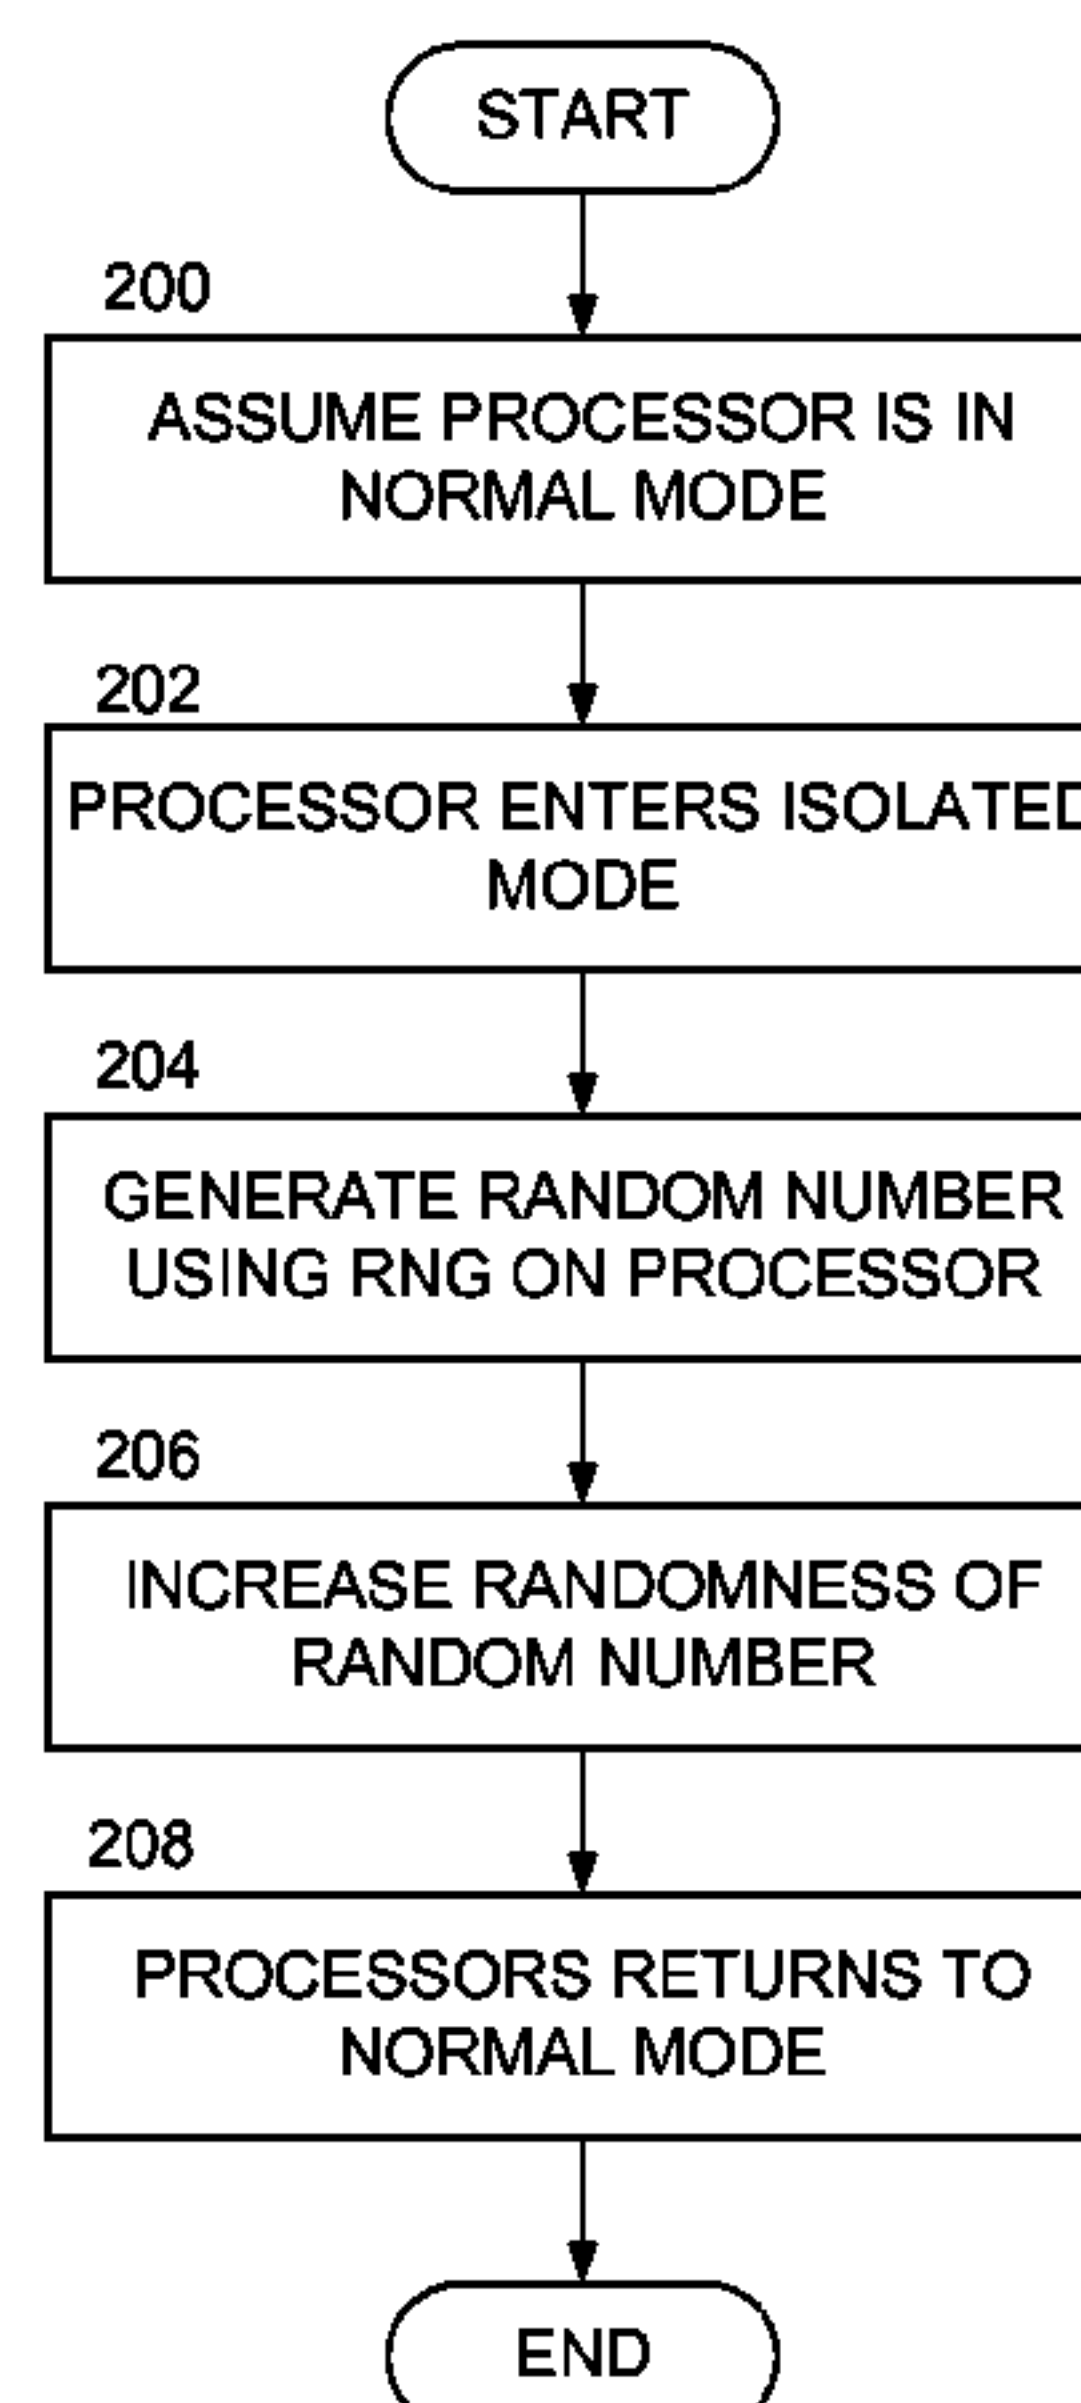 START
200
ASSUME PROCESSOR IS IN
NORMAL MODE
202
PROCESSOR ENTERS ISOLATED
MODE
204
GENERATE RANDOM NUMBER
USING RNG ON PROCESSOR
206
INCREASE RANDOMNESS OF
RANDOM NUMBER
208
PROCESSORS RETURNS TO
NORMAL MODE
END